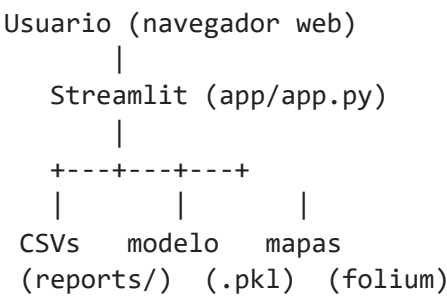 Usuario (navegador web)
|
Streamlit (app/app.py)
|
+---+---+---+
| | |
CSVs modelo mapas
(reports/) (.pkl) (folium)